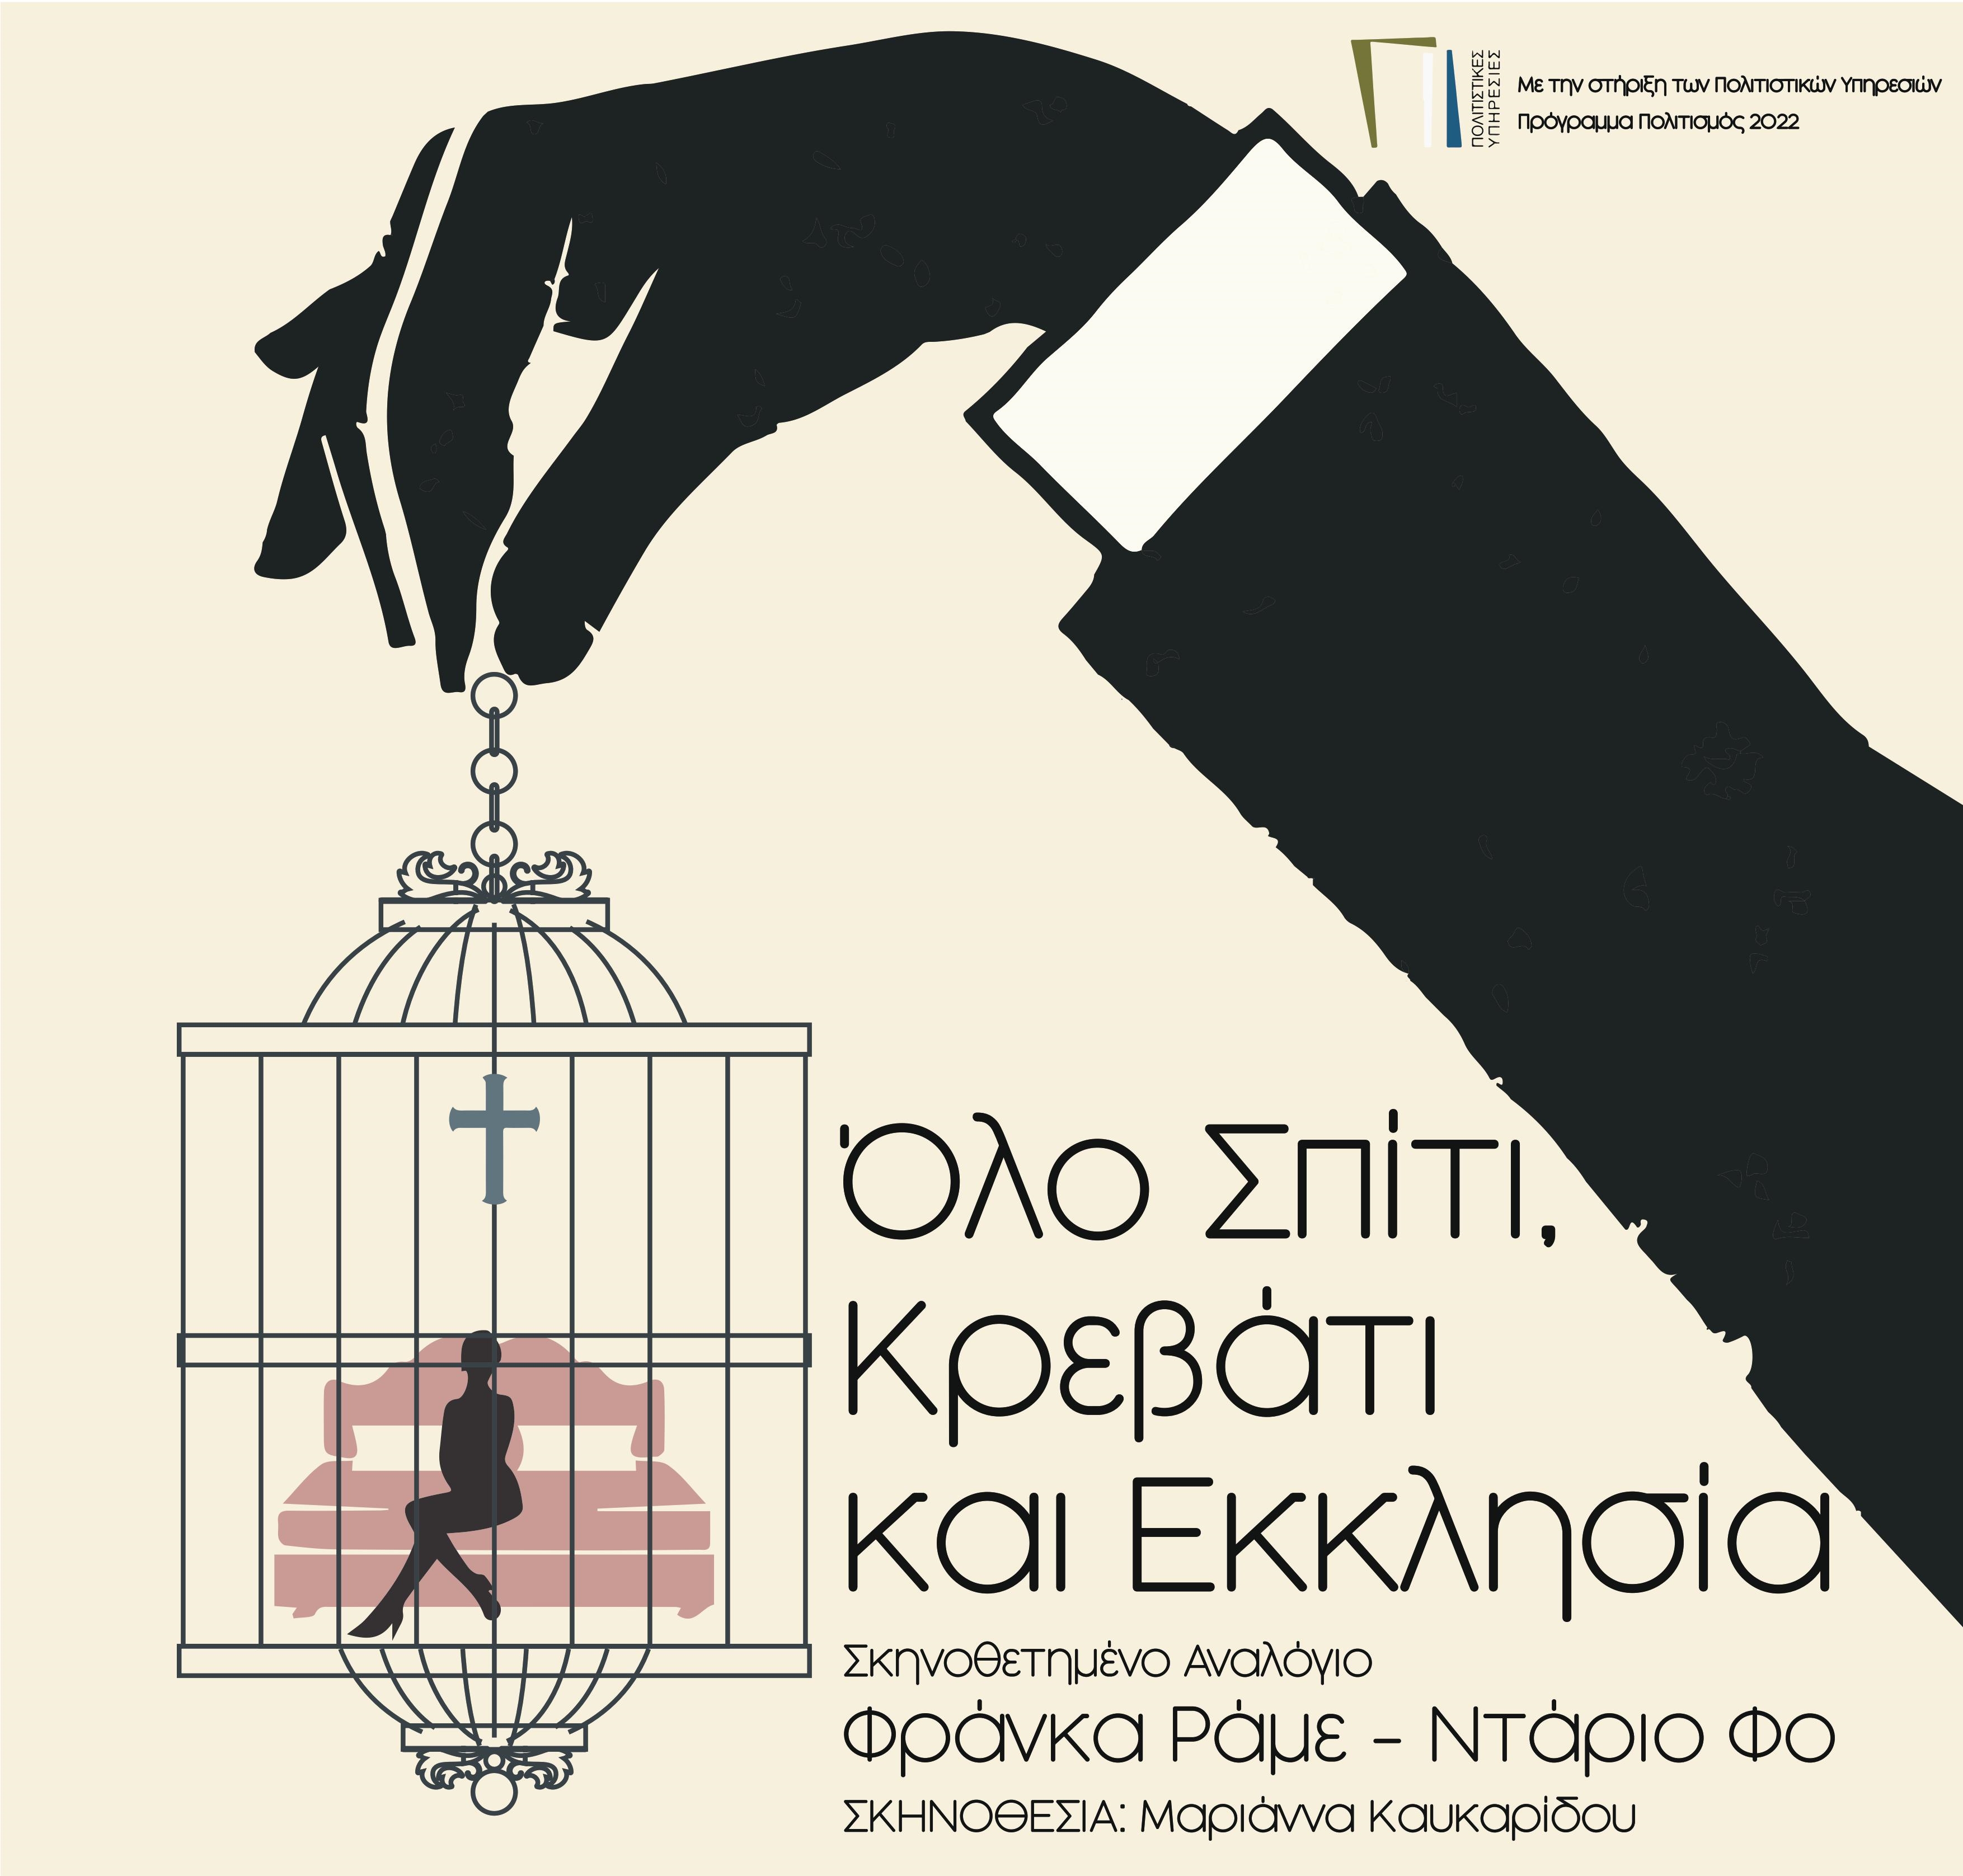 ΠΟΛΙΤΙΣΤΙΚΕΣ
ΥΠΗΡΕΣΙΕΣ
Με την στήριξη των Πολιτιστικών Υπηρεσιών
Πρόγραμμα Πολιτισμός 2022
Όλο Σπίτι,
Κρεβάτι
και Εκκλησία
Σκηνοθετημένο Αναλόγιο
Φράνκα Ράμε - Ντάριο Φο
ΣΚΗΝΟΘΕΣΙΑ: Μαριάννα Καυκαρίδου